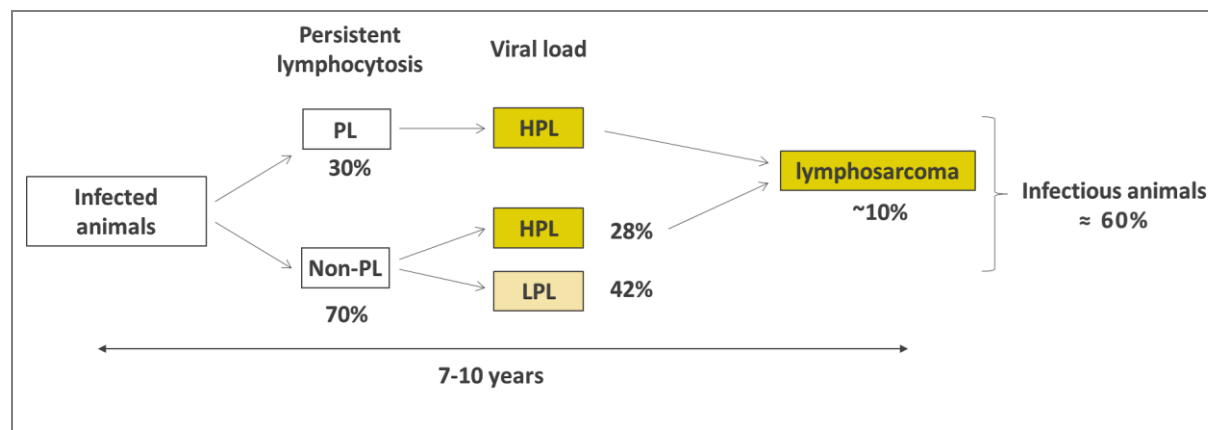 Persistent
lymphocytosis
Viral load
PL
30%
HPL
Infected
animals
lymphosarcoma
~10%
Infectious animals
≈ 60%
Non-PL
70%
HPL
28%
LPL
42%
7-10 years